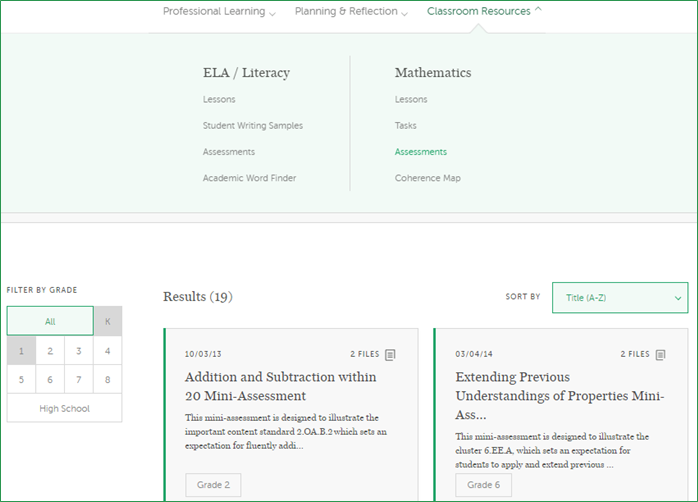 Professional Learning Planning & Reflection Classroom Resources
ELA / Literacy
Lessons
Student Writing Samples
Assessments
Academic Word Finder
Mathematics
Lessons
Tasks
Assessments
Coherence Map
FILTER BY GRADE
All K
1 2 3 4
5 6 7 8
High School
Results (19)
SORT BY Title (A-Z)
10/03/13 2 FILES
Addition and Subtraction within
20 Mini-Assessment
This mini-assessment is designed to illustrate the
important content standard 2.OA.B.2 which sets an
expectation for fluently addi...
Grade 2
03/04/14 2 FILES
Extending Previous
Understandings of Properties Mini-
Ass...
This mini-assessment is designed to illustrate the
cluster 6.EE.A, which sets an expectation for
students to apply and extend previous ...
Grade 6